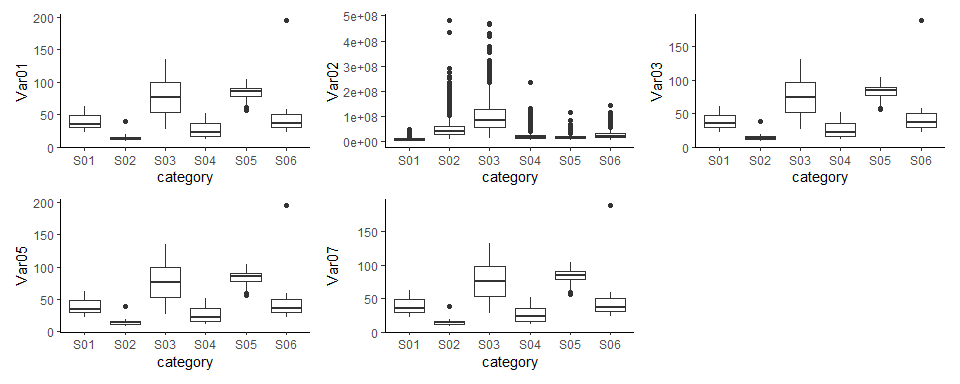 Var01
200
150
100
50
0
S01 S02 S03 S04 S05 S06
category
Var02
5e+08
4e+08
3e+08
2e+08
1e+08
0e+00
S01 S02 S03 S04 S05 S06
category
Var03
150
100
50
0
S01 S02 S03 S04 S05 S06
category
Var05
200
150
100
50
0
S01 S02 S03 S04 S05 S06
category
Var07
150
100
50
0
S01 S02 S03 S04 S05 S06
category